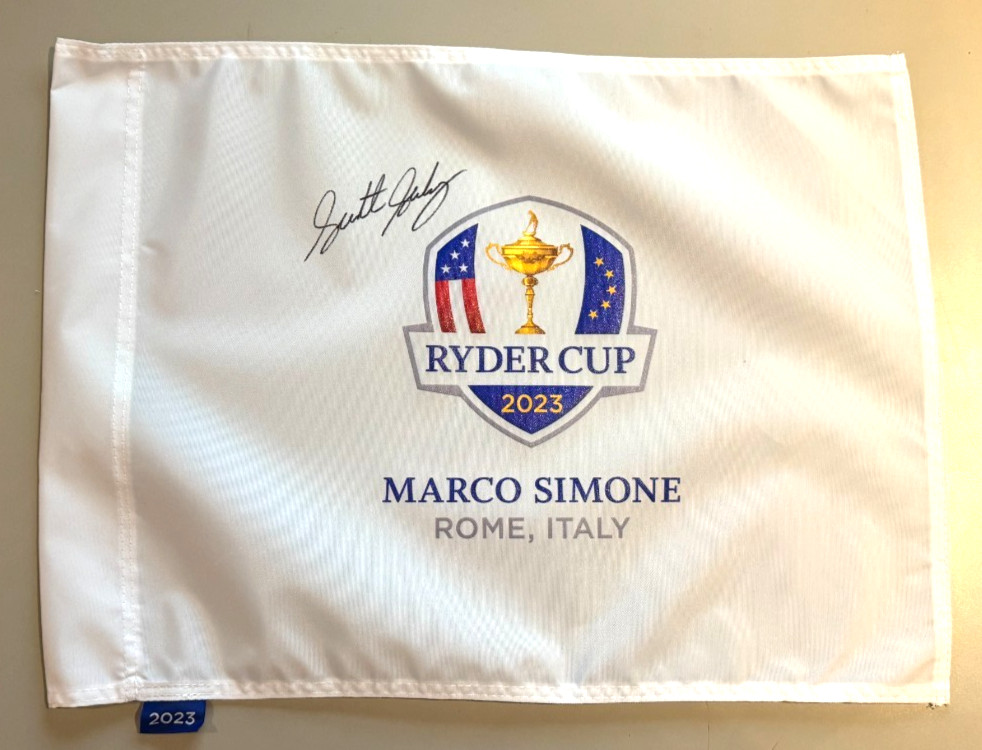 RYDER CUP
2023
MARCO SIMONE
ROME, ITALY
2023